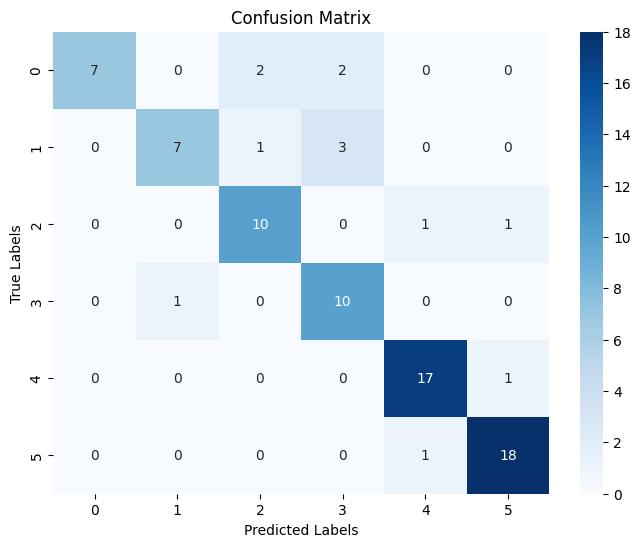 Confusion Matrix
0 7 0 2 2 0 0
1 0 7 1 3 0 0
2 0 0 10 0 1 1
3 0 1 0 10 0 0
4 0 0 0 0 17 1
5 0 0 0 0 1 18
0 1 2 3 4 5
True Labels
Predicted Labels
18
16
14
12
10
8
6
4
2
0